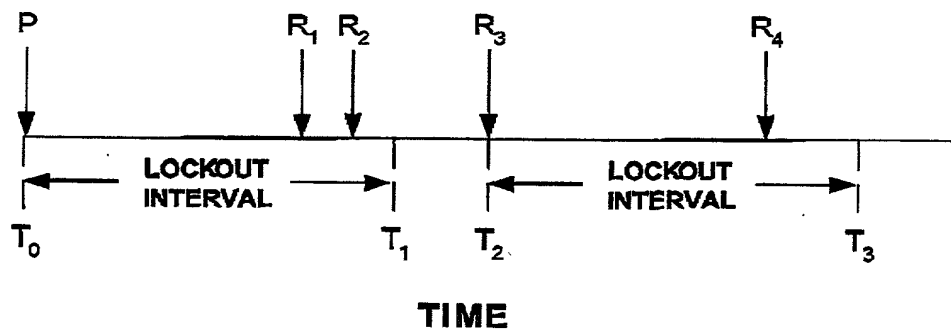 P R₁ R₂ R₃ R₄
LOCKOUT INTERVAL
LOCKOUT INTERVAL
T₀ T₁ T₂ T₃
TIME